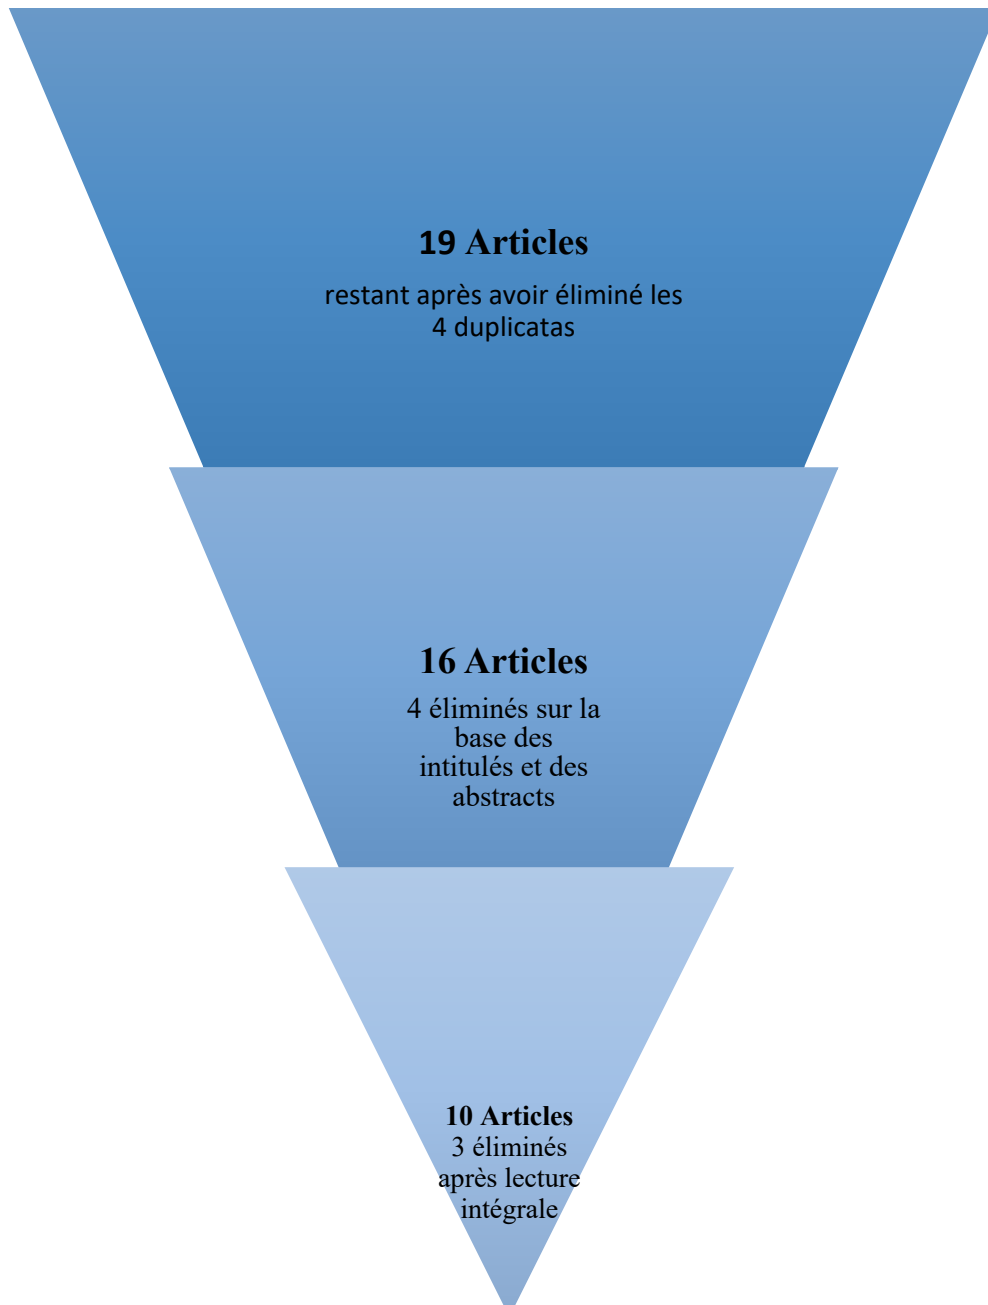 19 Articles
restant après avoir éliminé les
4 duplicatas
16 Articles
4 éliminés sur la
base des
intitulés et des
abstracts
10 Articles
3 éliminés
après lecture
intégrale